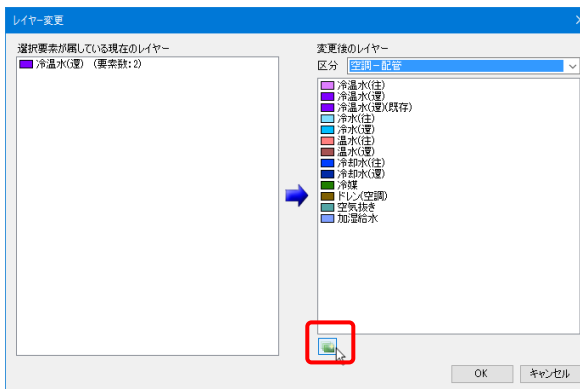 レイヤー変更
選択要素が属している現在のレイヤー
冷温水(還) (要素数:2)
変更後のレイヤー
区分 空調-配管
冷温水(往)
冷温水(還)
冷温水(還)(既存)
冷水(往)
冷水(還)
温水(往)
温水(還)
冷却水(往)
冷却水(還)
冷媒
ドレン(空調)
空気抜き
加湿給水
OK キャンセル